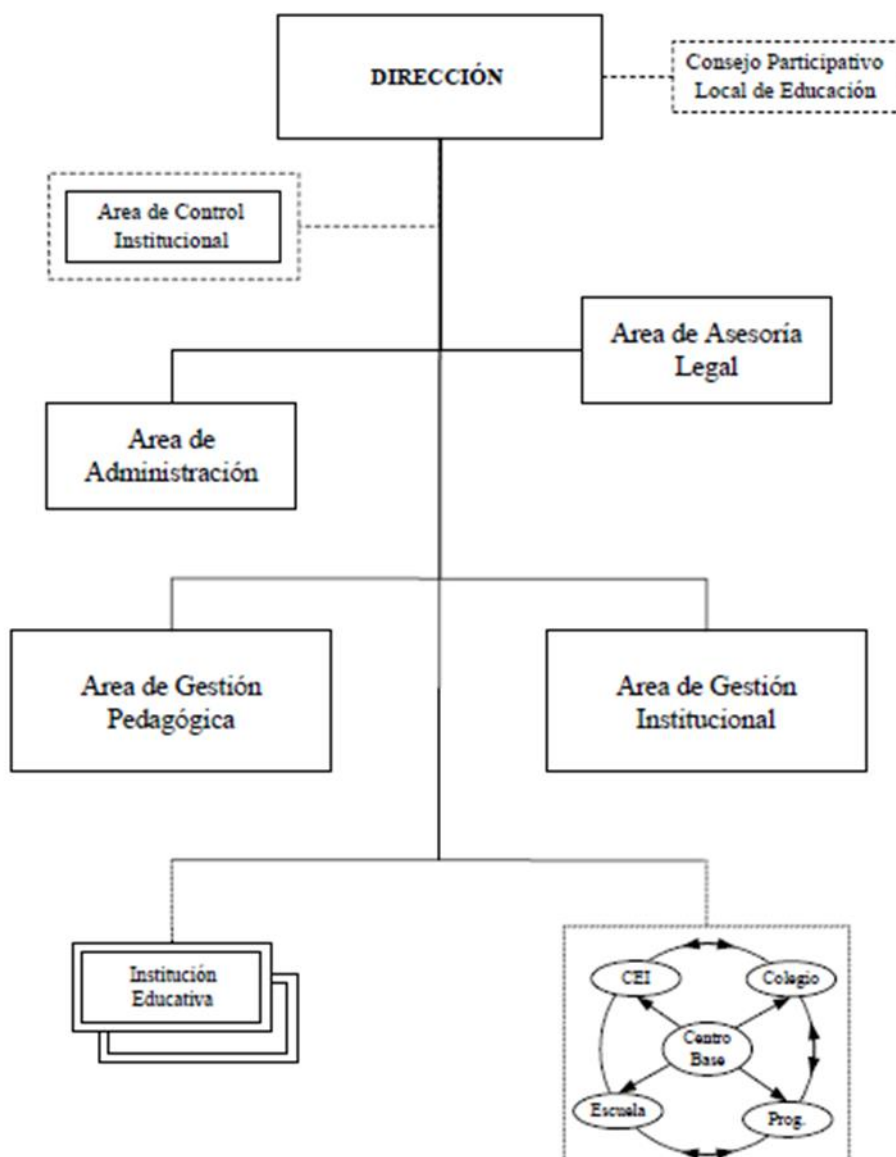 DIRECCIÓN
Consejo Participativo
Local de Educación
Area de Control
Institucional
Area de Asesoría
Legal
Area de
Administración
Area de Gestión
Pedagógica
Area de Gestión
Institucional
Institución
Educativa
CEI
Colegio
Centro
Base
Escuela
Prog.